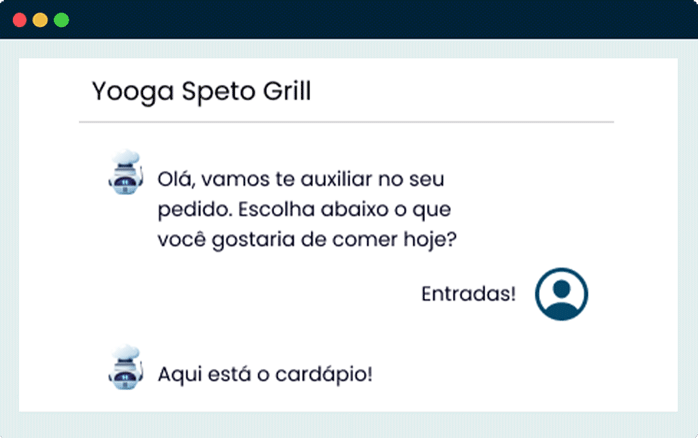 Yooga Speto Grill
Olá, vamos te auxiliar no seu
pedido. Escolha abaixo o que
você gostaria de comer hoje?
Entradas!
Aqui está o cardápio!